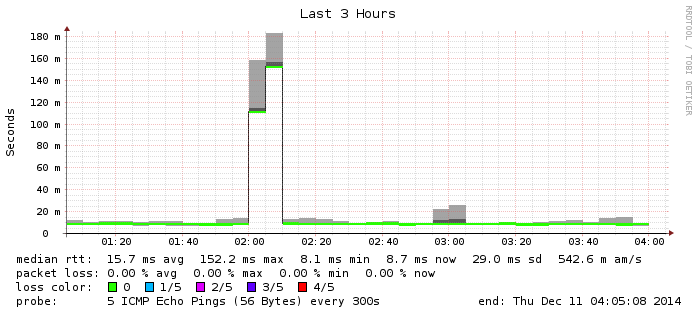 Last 3 Hours
RRDTOOL / TOBI OETIKER
Seconds
180 m
160 m
140 m
120 m
100 m
80 m
60 m
40 m
20 m
0
01:20 01:40 02:00 02:20 02:40 03:00 03:20 03:40 04:00
median rtt: 15.7 ms avg 152.2 ms max 8.1 ms min 8.7 ms now 29.0 ms sd 542.6 m am/s
packet loss: 0.00 % avg 0.00 % max 0.00 % min 0.00 % now
loss color: 0 1/5 2/5 3/5 4/5
probe: 5 ICMP Echo Pings (56 Bytes) every 300s end: Thu Dec 11 04:05:08 2014